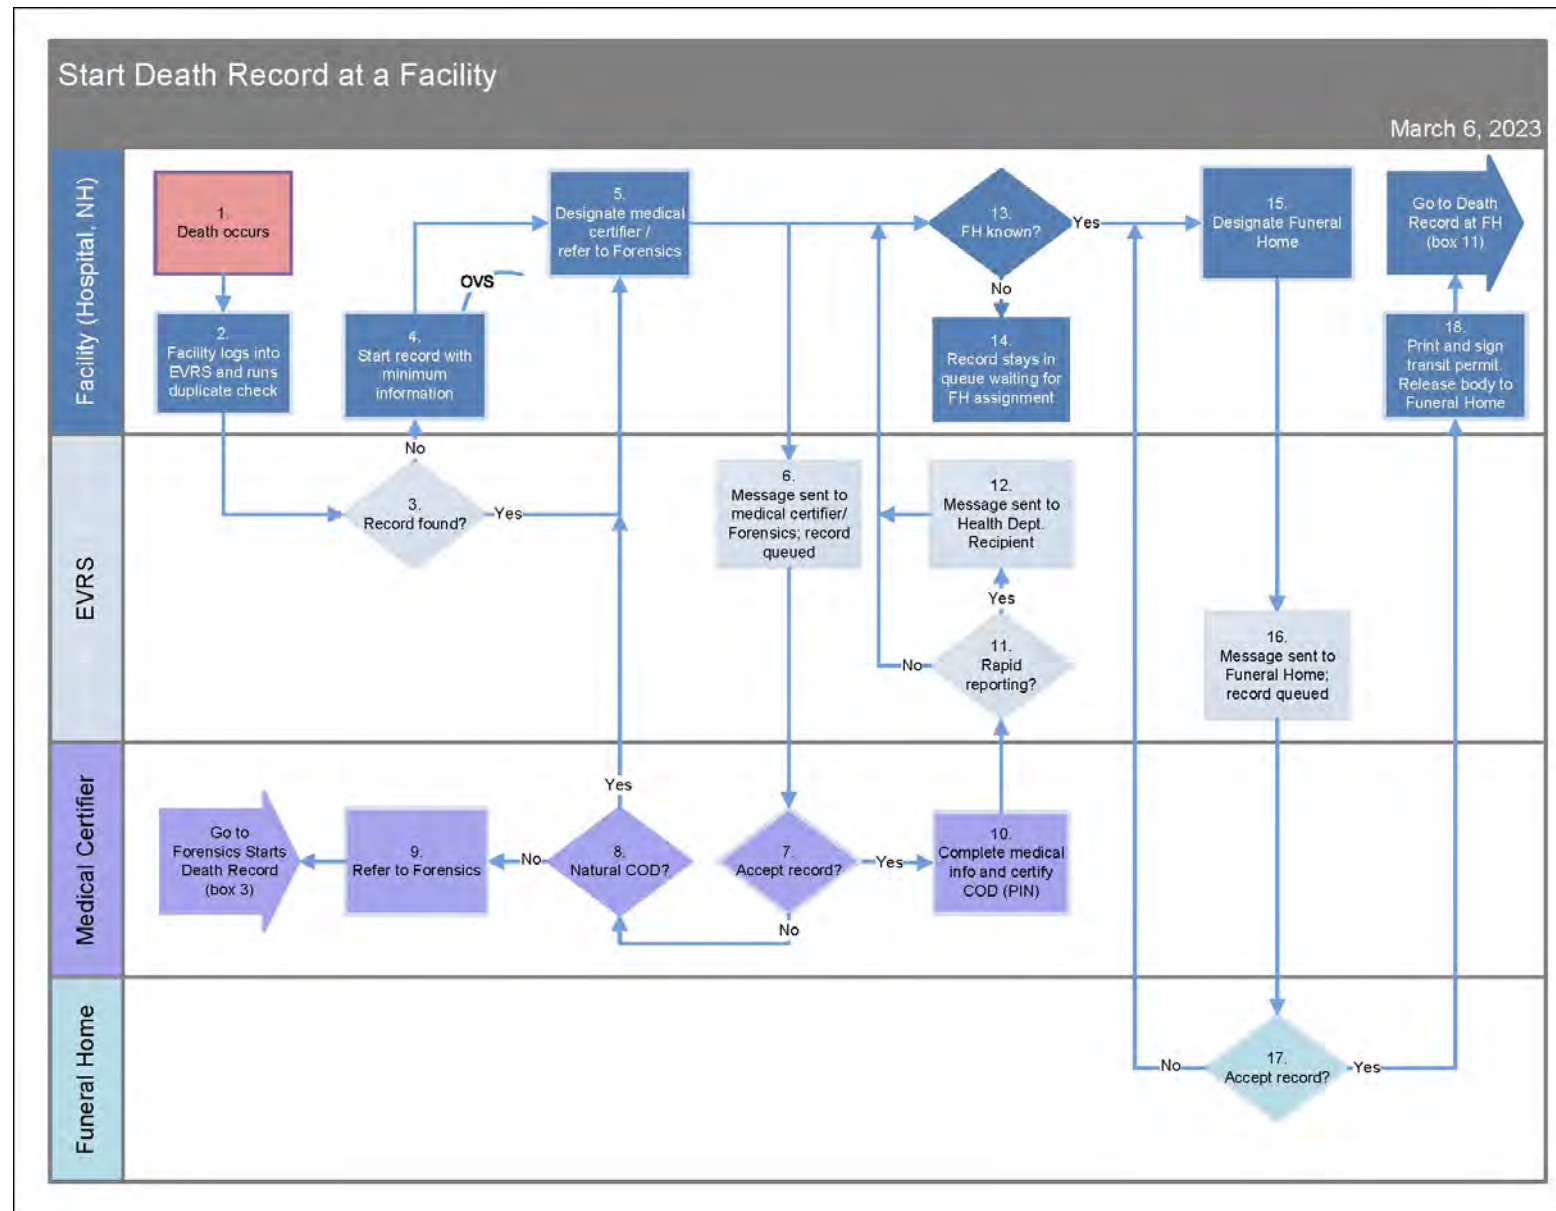 Start Death Record at a Facility
March 6, 2023
Facility (Hospital, NH)
1.
Death occurs
2.
Facility logs into
EVRS and runs
duplicate check
4.
Start record with
minimum
information
OVS
5.
Designate medical
certifier /
refer to Forensics
13.
FH known?
Yes
No
14.
Record stays in
queue waiting for
FH assignment
15.
Designate Funeral
Home
Go to Death
Record at FH
(box 11)
18.
Print and sign
transit permit.
Release body to
Funeral Home
EVRS
No
3.
Record found?
Yes
6.
Message sent to
medical certifier/
Forensics; record
queued
12.
Message sent to
Health Dept.
Recipient
Yes
11.
Rapid
reporting?
No
16.
Message sent to
Funeral Home;
record queued
Medical Certifier
Go to
Forensics Starts
Death Record
(box 3)
9.
Refer to Forensics
No
Yes
8.
Natural COD?
7.
Accept record?
No
Yes
10.
Complete medical
info and certify
COD (PIN)
Funeral Home
No
17.
Accept record?
Yes